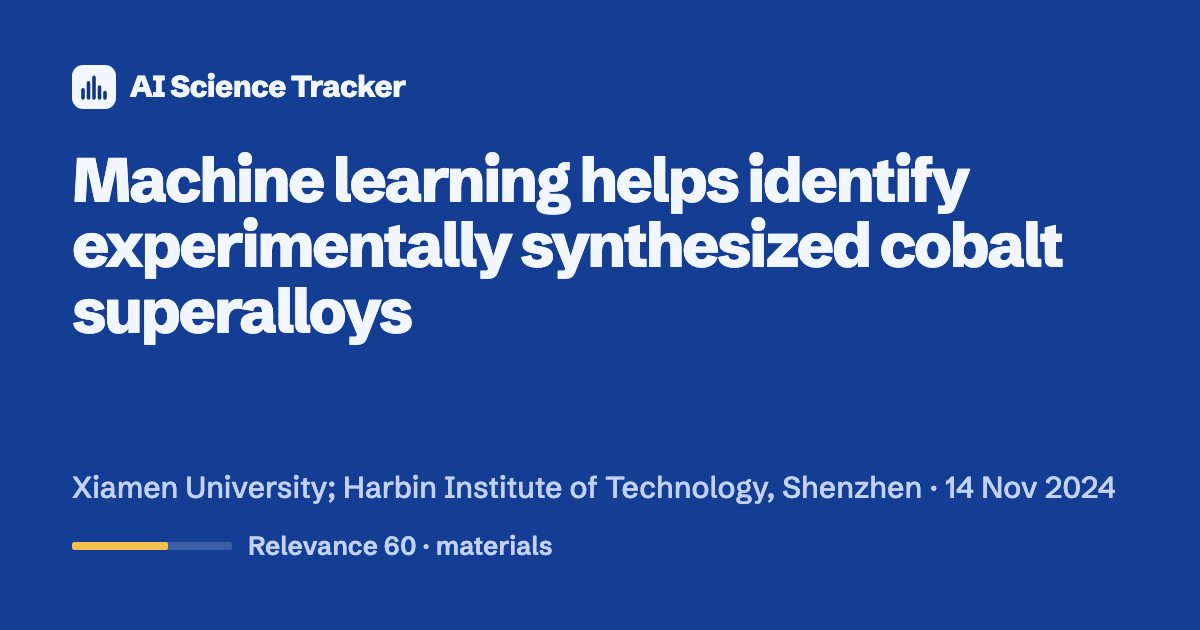 AI Science Tracker
Machine learning helps identify
experimentally synthesized cobalt
superalloys
Xiamen University; Harbin Institute of Technology, Shenzhen · 14 Nov 2024
Relevance 60 · materials